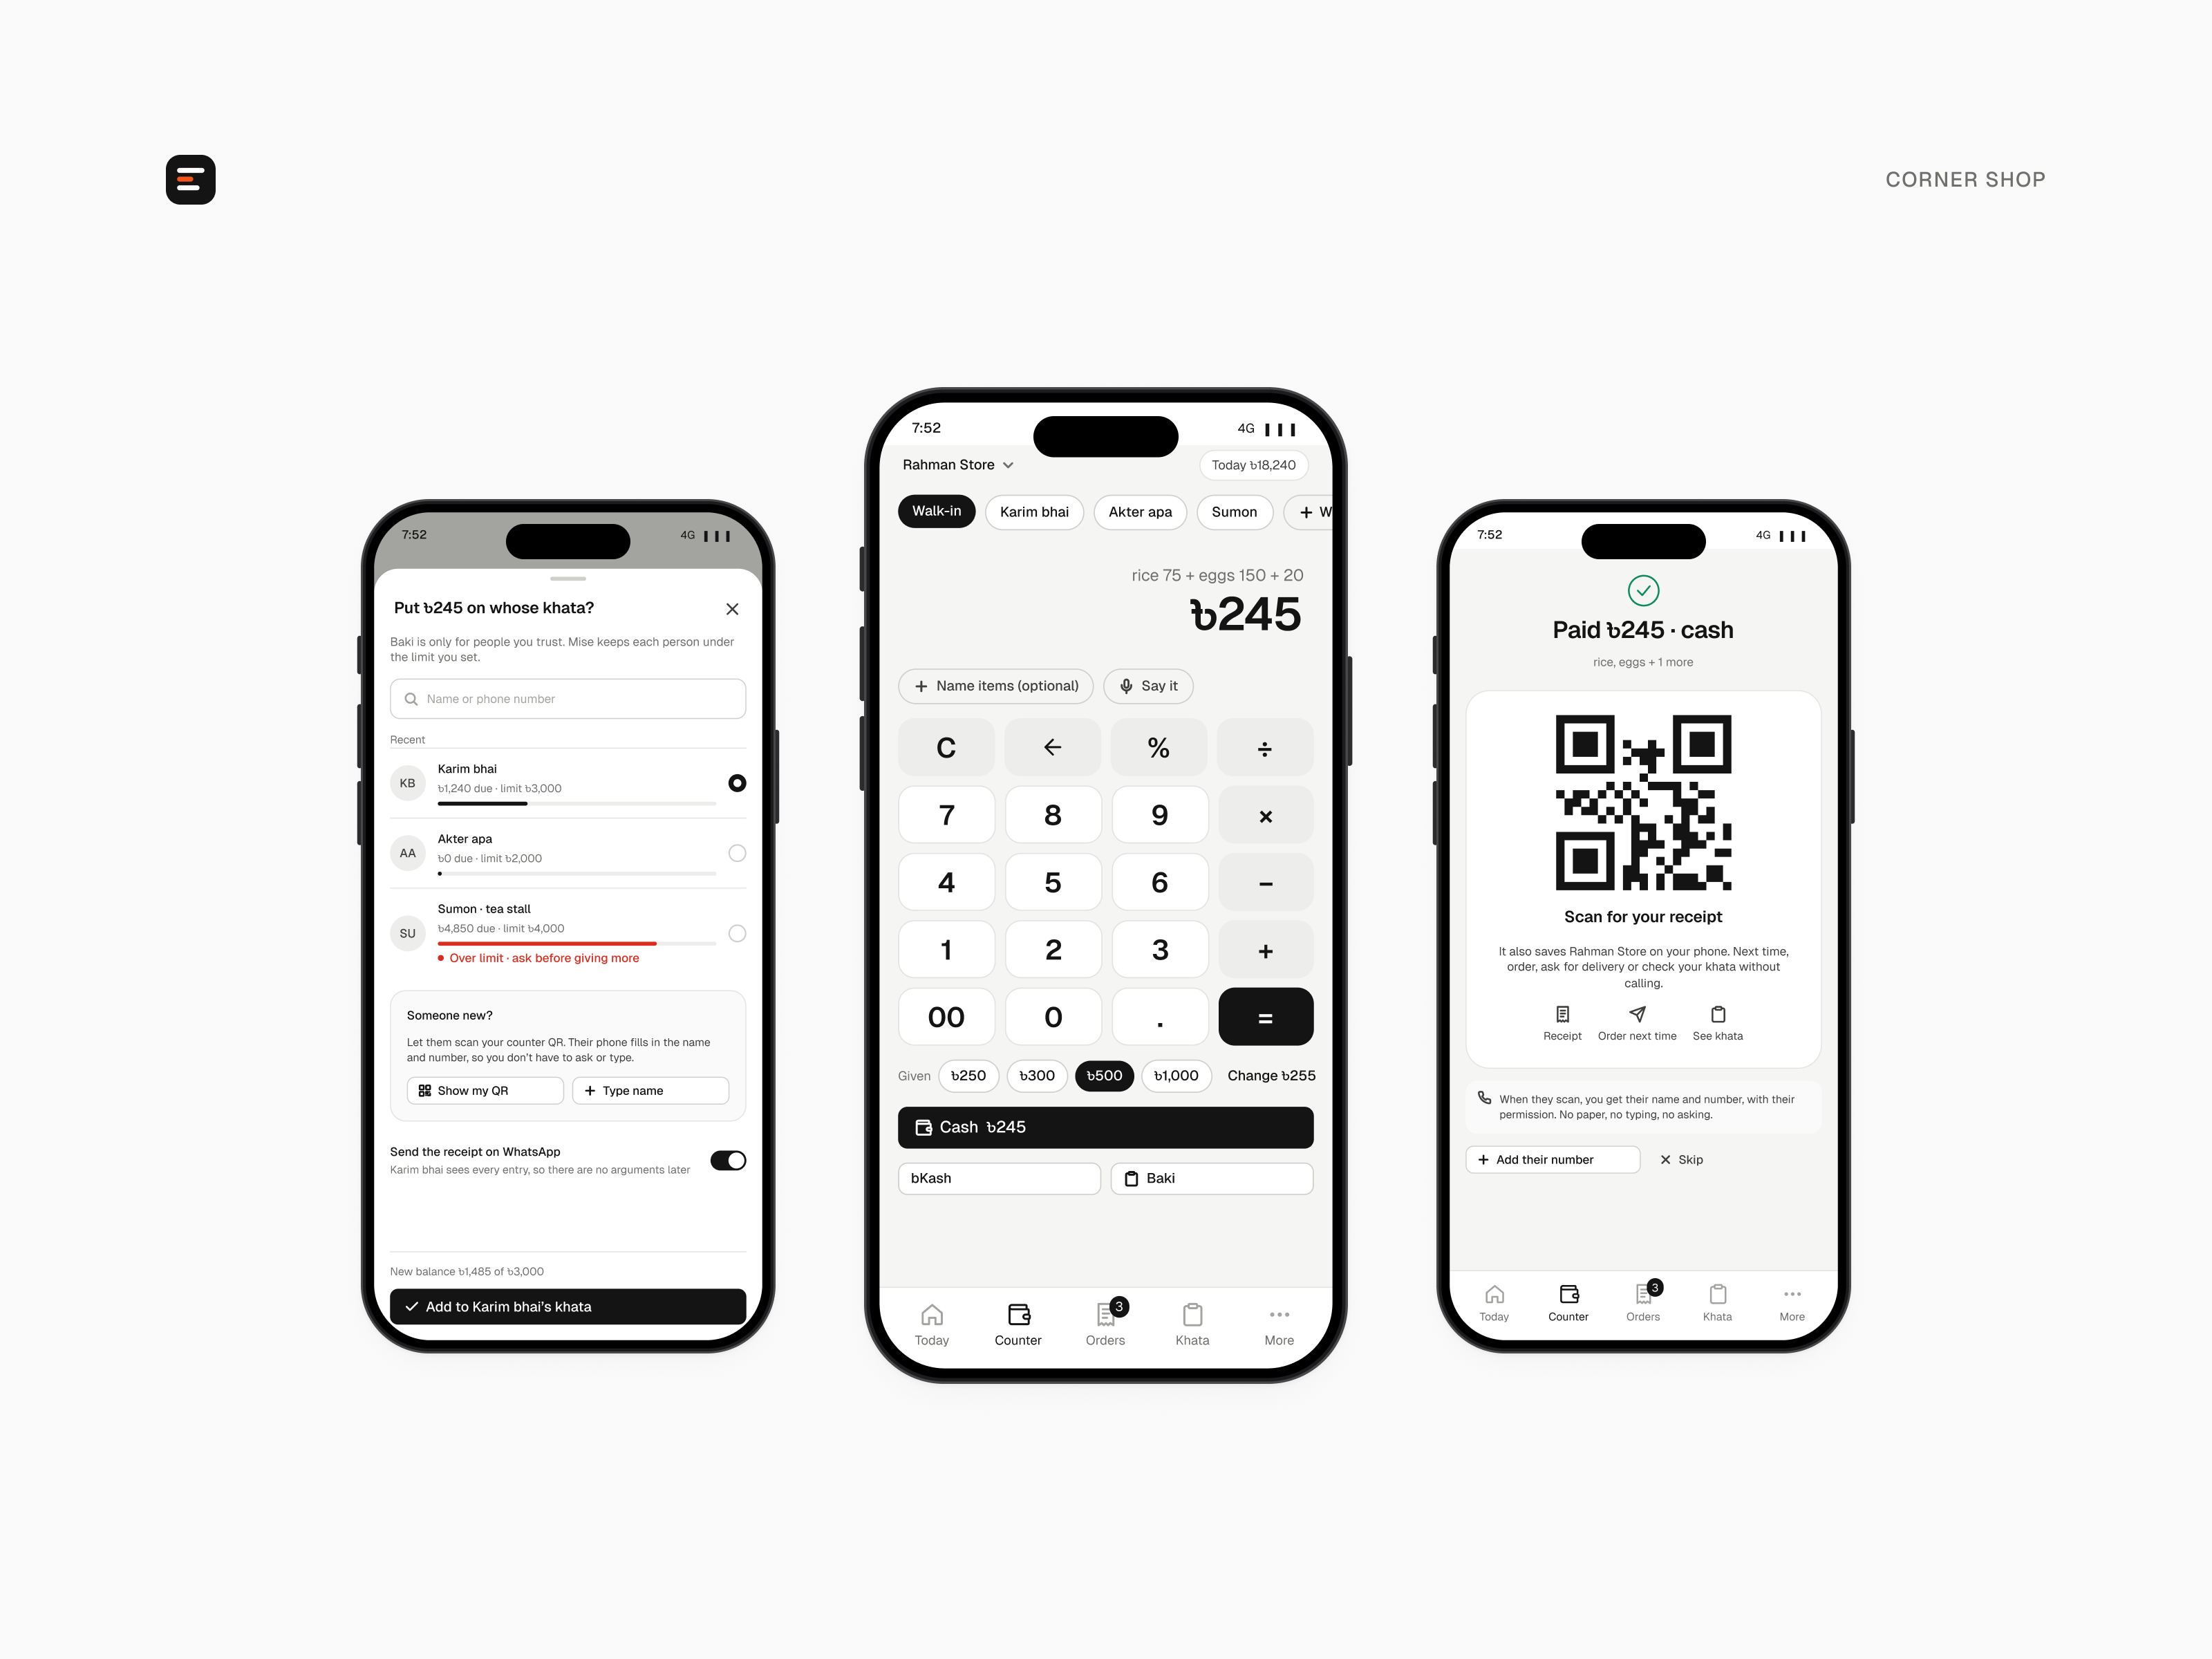 CORNER SHOP
7:52
4G
Put ৳245 on whose khata?
Baki is only for people you trust. Mise keeps each person under
the limit you set.
Name or phone number
Recent
KB
Karim bhai
৳1,240 due · limit ৳3,000
AA
Akter apa
৳0 due · limit ৳2,000
SU
Sumon · tea stall
৳4,850 due · limit ৳4,000
Over limit · ask before giving more
Someone new?
Let them scan your counter QR. Their phone fills in the name
and number, so you don’t have to ask or type.
Show my QR
Type name
Send the receipt on WhatsApp
Karim bhai sees every entry, so there are no arguments later
New balance ৳1,485 of ৳3,000
Add to Karim bhai’s khata
7:52
4G
Rahman Store
Today ৳18,240
Walk-in
Karim bhai
Akter apa
Sumon
+ W
rice 75 + eggs 150 + 20
৳245
+ Name items (optional)
Say it
C ← % ÷
7 8 9 ×
4 5 6 −
1 2 3 +
00 0 . =
Given ৳250 ৳300 ৳500 ৳1,000 Change ৳255
Cash ৳245
bKash
Baki
3
Today
Counter
Orders
Khata
More
7:52
4G
Paid ৳245 · cash
rice, eggs + 1 more
Scan for your receipt
It also saves Rahman Store on your phone. Next time,
order, ask for delivery or check your khata without
calling.
Receipt
Order next time
See khata
When they scan, you get their name and number, with their
permission. No paper, no typing, no asking.
+ Add their number
Skip
3
Today
Counter
Orders
Khata
More